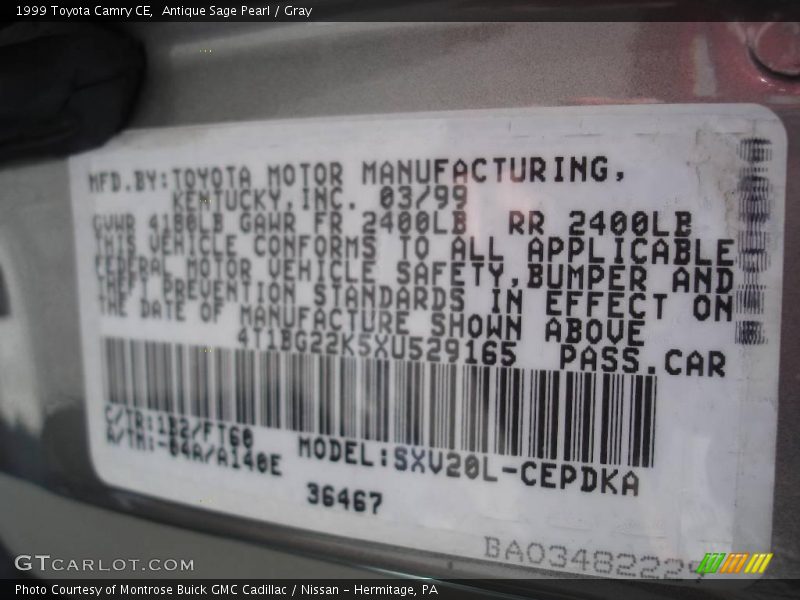 1999 Toyota Camry CE, Antique Sage Pearl / Gray
MFD.BY:TOYOTA MOTOR MANUFACTURING,
KENTUCKY,INC. 03/99
GVWR 4180LB GAWR FR 2400LB RR 2400LB
THIS VEHICLE CONFORMS TO ALL APPLICABLE
FEDERAL MOTOR VEHICLE SAFETY,BUMPER AND
THEFT PREVENTION STANDARDS IN EFFECT ON
THE DATE OF MANUFACTURE SHOWN ABOVE
4T1BG22K5XU529165 PASS.CAR
C/TR:1B2/FT60
A/TM:-04A/A140E
MODEL:SXV20L-CEPDKA
36467
GTCARLOT.COM
Photo Courtesy of Montrose Buick GMC Cadillac / Nissan - Hermitage, PA